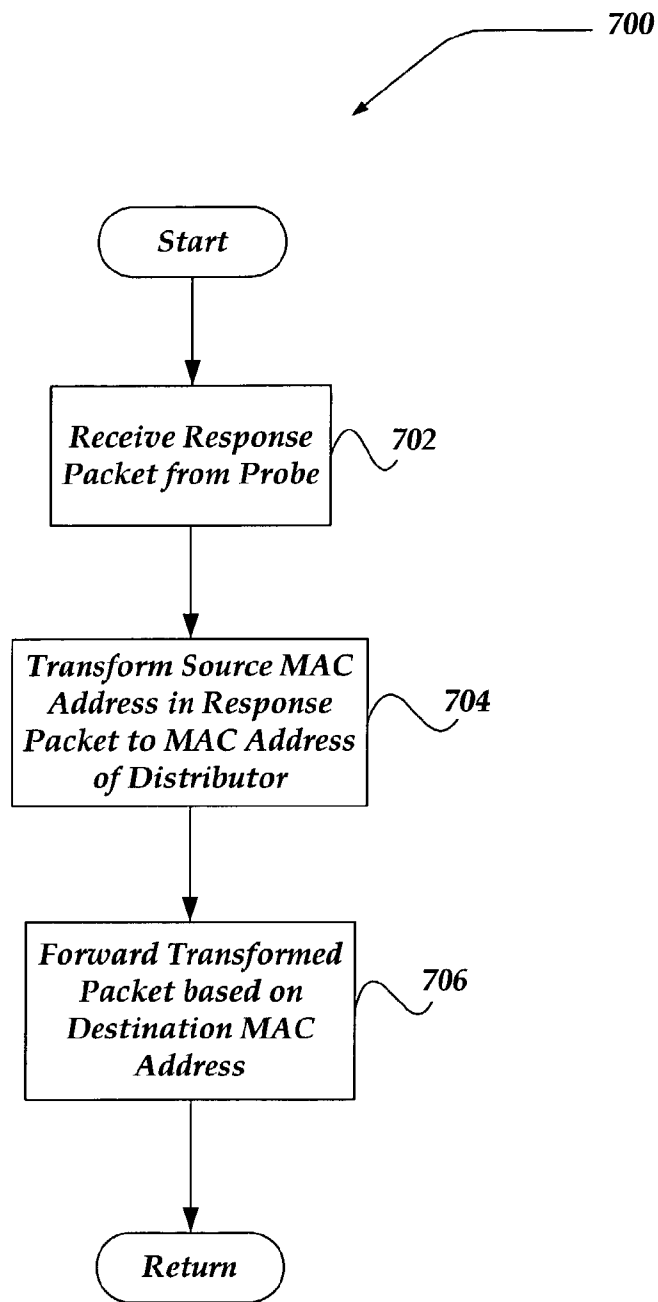 700
Start
Receive Response
Packet from Probe
702
Transform Source MAC
Address in Response
Packet to MAC Address
of Distributor
704
Forward Transformed
Packet based on
Destination MAC
Address
706
Return